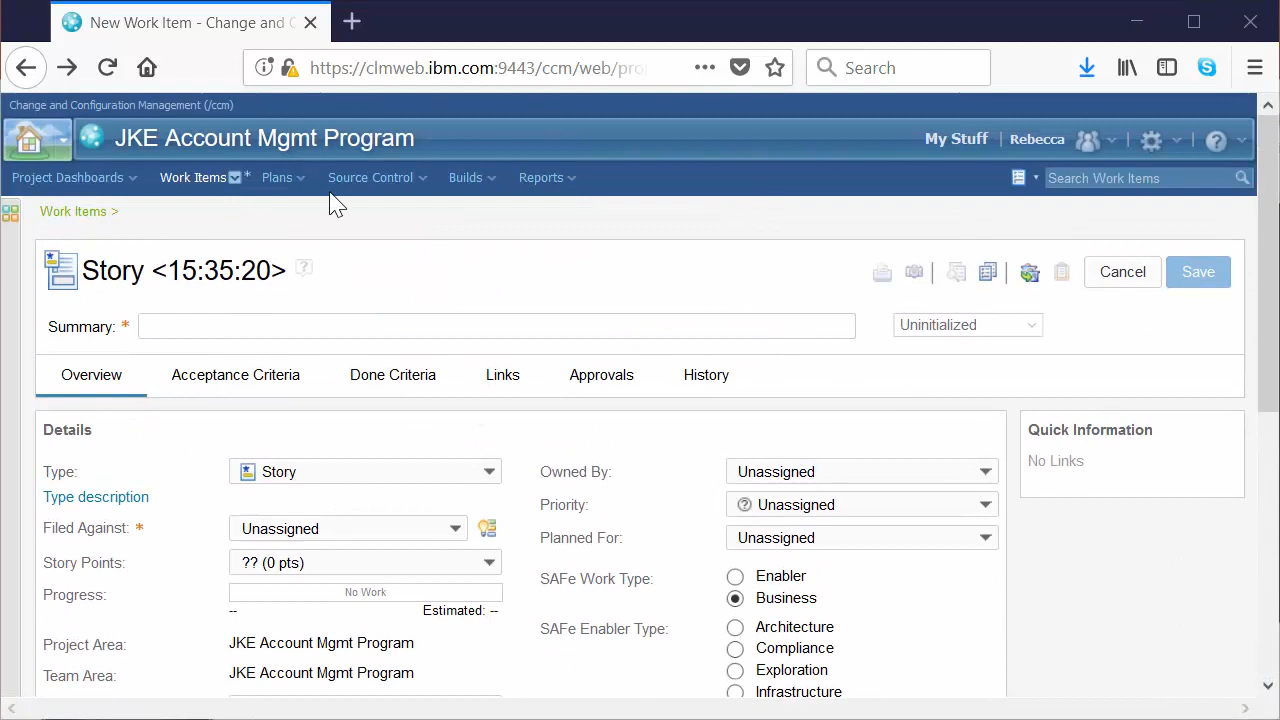 New Work Item - Change and C
https://clmweb.ibm.com:9443/ccm/web/pro
Search
Change and Configuration Management (/ccm)
JKE Account Mgmt Program
My Stuff
Rebecca
Project Dashboards
Work Items
*
Plans
Source Control
Builds
Reports
Search Work Items
Work Items >
Story <15:35:20>
?
Cancel
Save
Summary: *
Uninitialized
Overview
Acceptance Criteria
Done Criteria
Links
Approvals
History
Details
Quick Information
No Links
Type:
Story
Type description
Filed Against: *
Unassigned
Story Points:
?? (0 pts)
Progress:
No Work
--
Estimated: --
Project Area:
JKE Account Mgmt Program
Team Area:
JKE Account Mgmt Program
Owned By:
Unassigned
Priority:
Unassigned
Planned For:
Unassigned
SAFe Work Type:
Enabler
Business
SAFe Enabler Type:
Architecture
Compliance
Exploration
Infrastructure